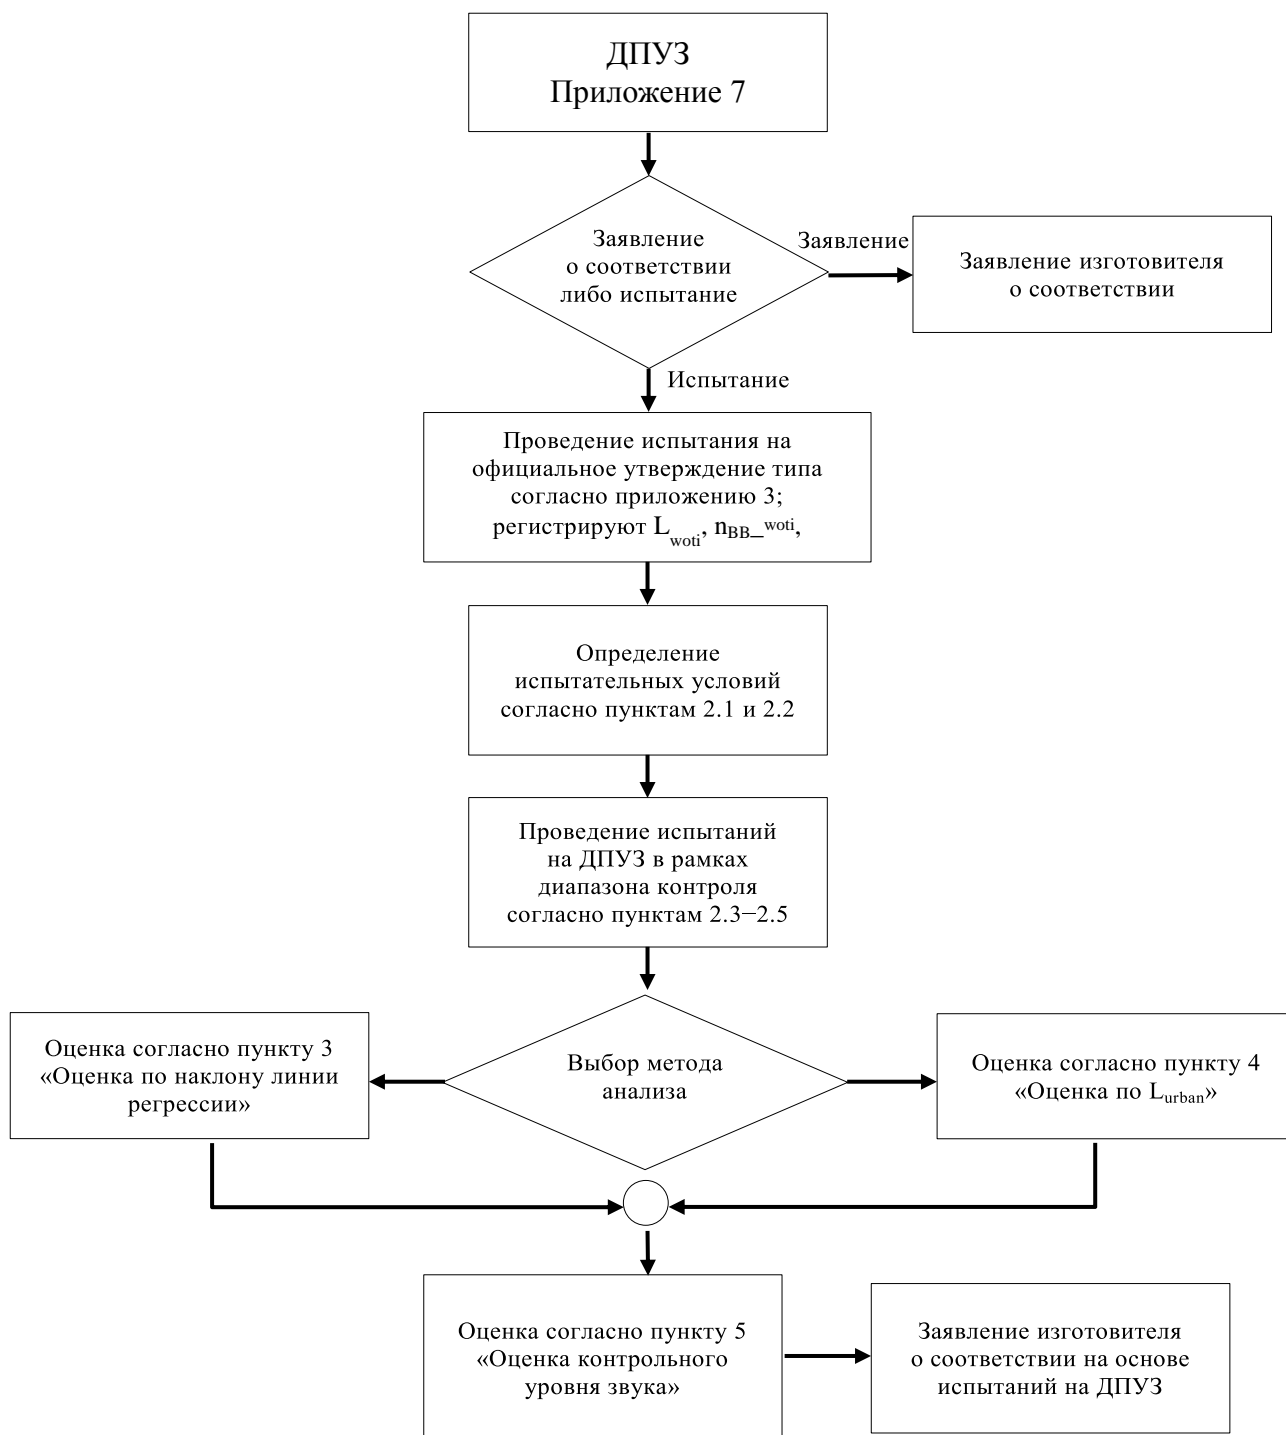 ДПУЗ
Приложение 7
Заявление
о соответствии
либо испытание
Заявление
Заявление изготовителя
о соответствии
Испытание
Проведение испытания на
официальное утверждение типа
согласно приложению 3;
регистрируют L woti, nBB_woti,
Определение
испытательных условий
согласно пунктам 2.1 и 2.2
Проведение испытаний
на ДПУЗ в рамках
диапазона контроля
согласно пунктам 2.3−2.5
Оценка согласно пункту 3
«Оценка по наклону линии
регрессии»
Выбор метода
анализа
Оценка согласно пункту 4
«Оценка по Lurban»
Оценка согласно пункту 5
«Оценка контрольного
уровня звука»
Заявление изготовителя
о соответствии на основе
испытаний на ДПУЗ